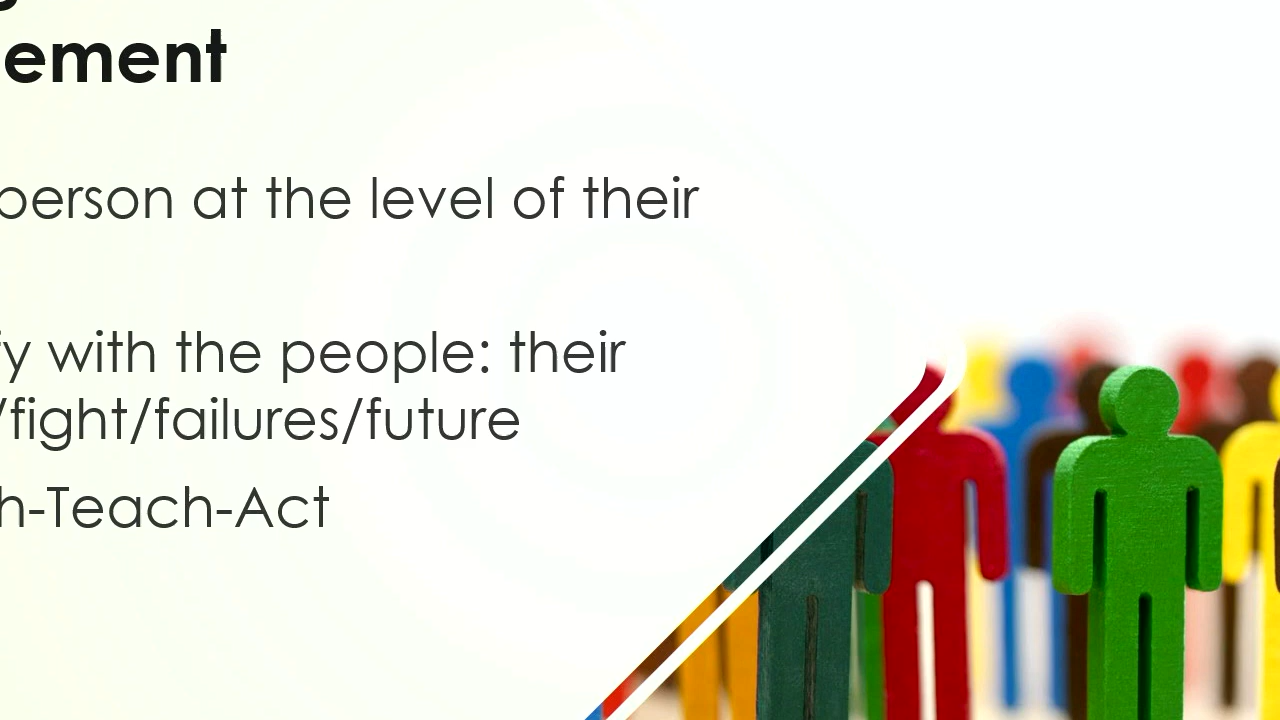 ement
person at the level of their
y with the people: their
/fight/failures/future
h-Teach-Act